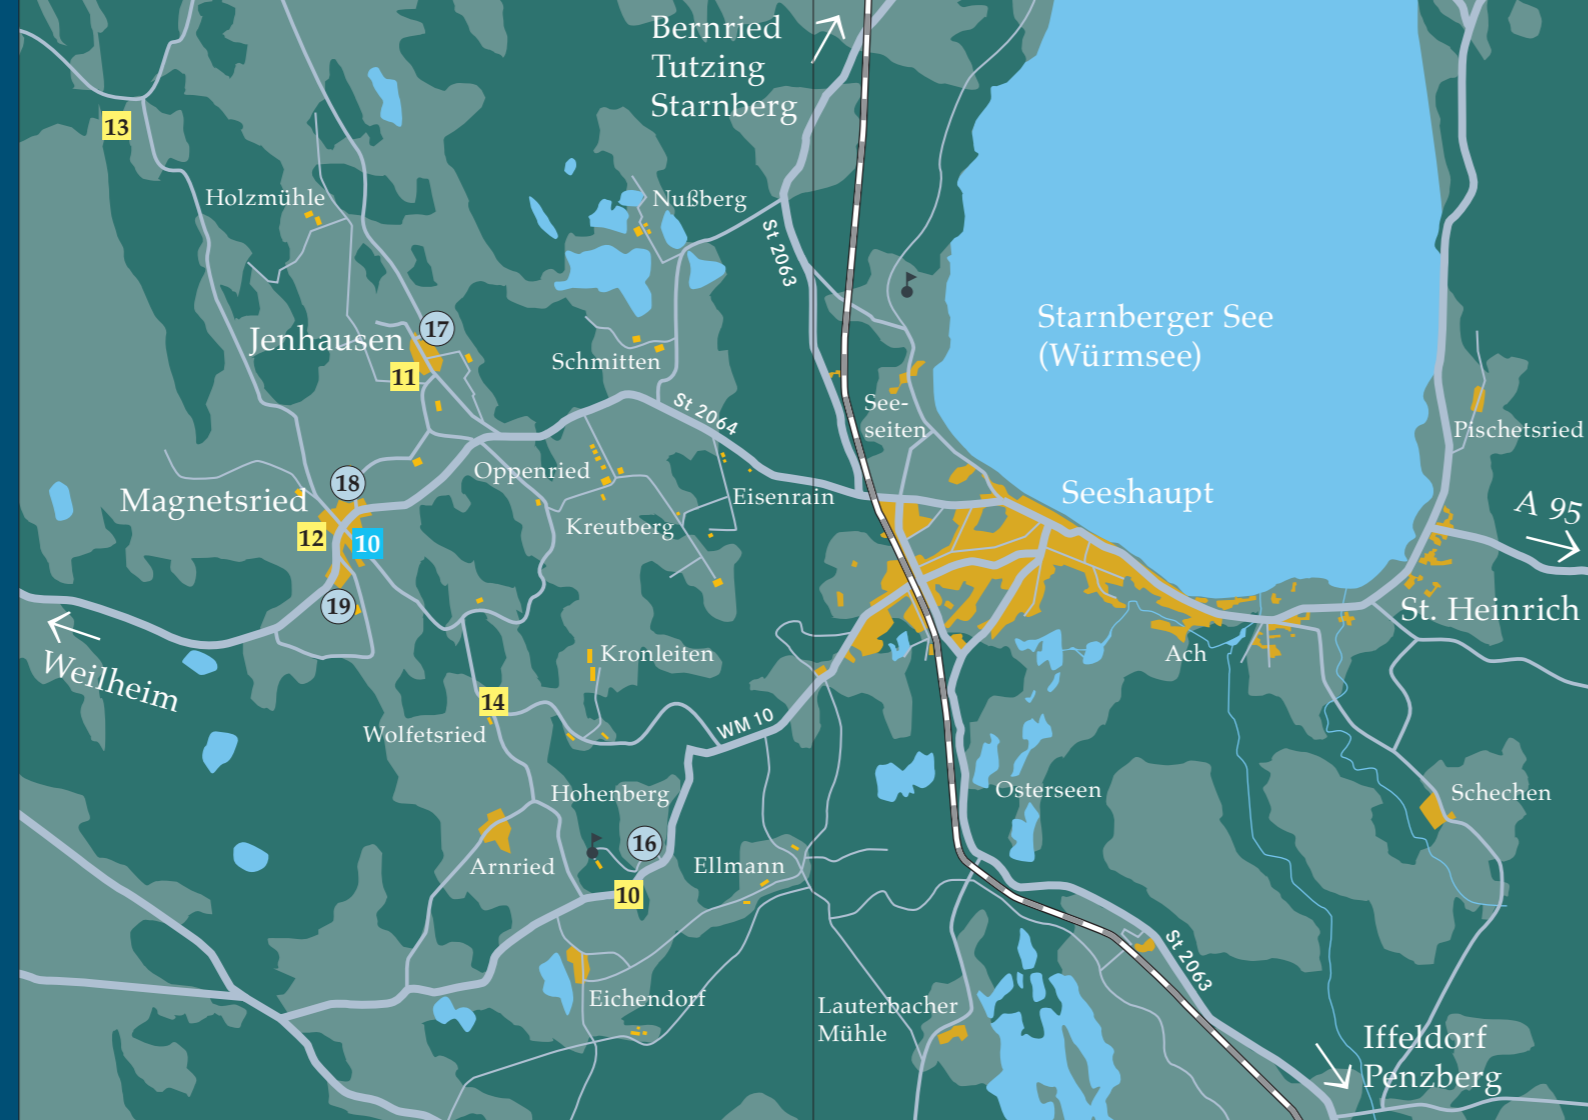 Bernried
Tutzing
Starnberg
13
Holzmühle
Nußberg
St 2063
Jenhausen
17
11
Schmitten
Starnberger See
(Würmsee)
St 2064
See-
seiten
Pischetsried
Oppenried
Eisenrain
Seeshaupt
18
Magnetsried
12
10
Kreutberg
A 95
19
St. Heinrich
Weilheim
Kronleiten
Ach
14
Wolfetsried
WM 10
Hohenberg
Osterseen
Schechen
16
Arnried
Ellmann
10
St 2063
Eichendorf
Lauterbacher
Mühle
Iffeldorf
Penzberg